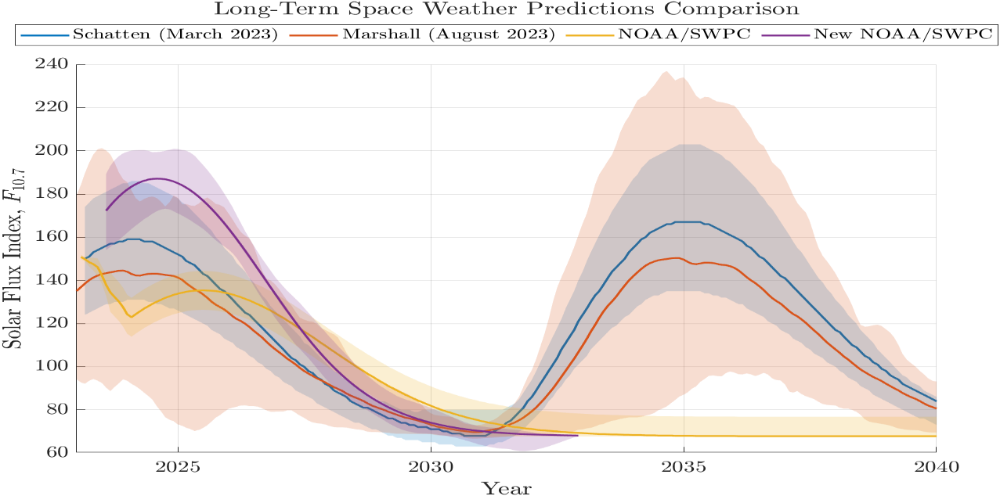 Long-Term Space Weather Predictions Comparison
Schatten (March 2023) Marshall (August 2023) NOAA/SWPC New NOAA/SWPC
240
220
200
180
160
140
120
100
80
60
Solar Flux Index, F10.7
2025 2030 2035 2040
Year